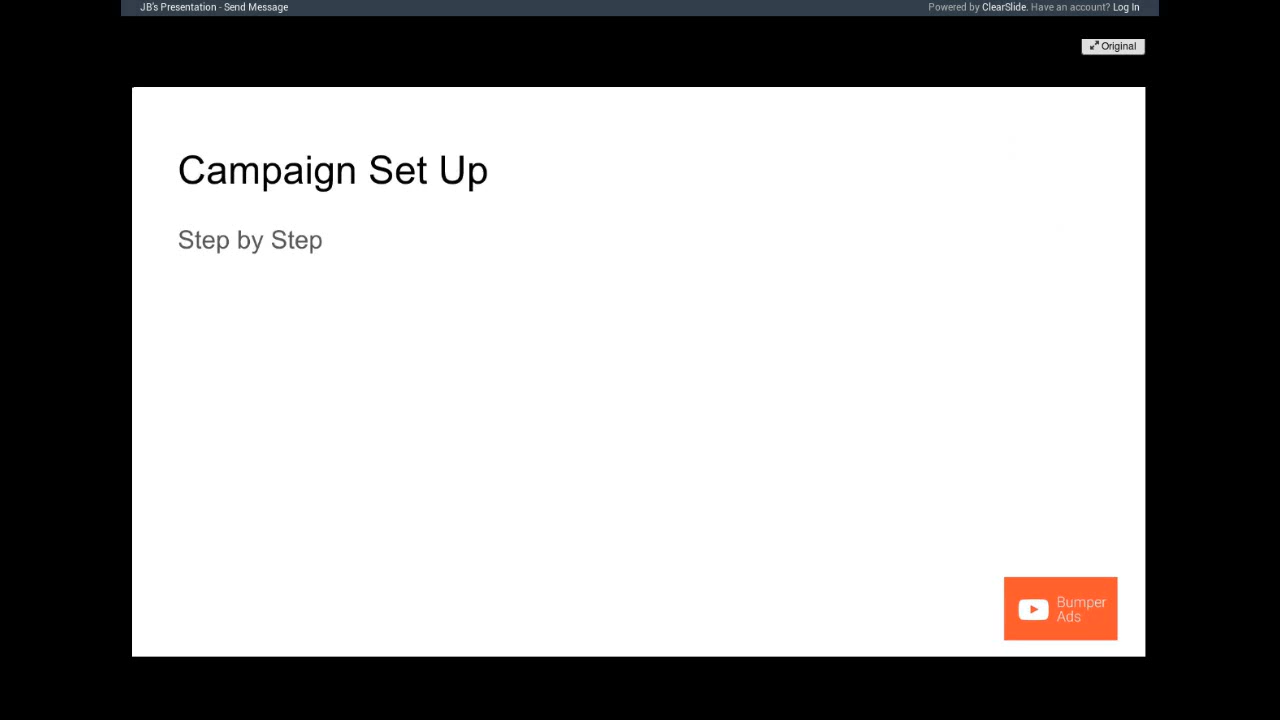 JB's Presentation - Send Message
Powered by ClearSlide. Have an account? Log In
Original
Campaign Set Up
Step by Step
Bumper
Ads